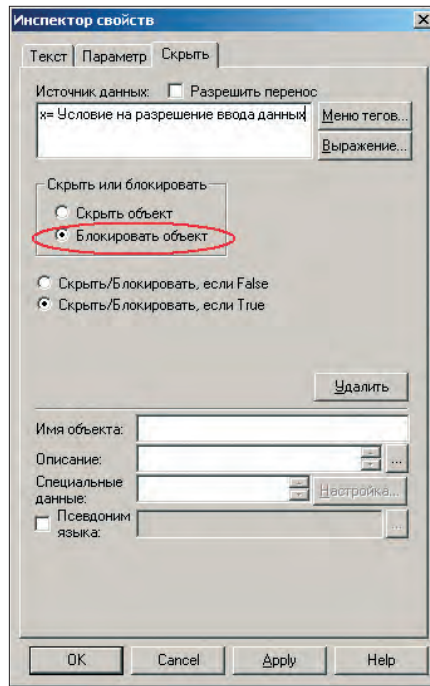 Инспектор свойств
Текст Параметр Скрыть
Источник данных: Разрешить перенос
x= Условие на разрешение ввода данных
Меню тегов...
Выражение...
Скрыть или блокировать
Скрыть объект
Блокировать объект
Скрыть/Блокировать, если False
Скрыть/Блокировать, если True
Удалить
Имя объекта:
Описание:
...
Специальные
данные:
Настройка...
Псевдоним
языка:
...
OK Cancel Apply Help